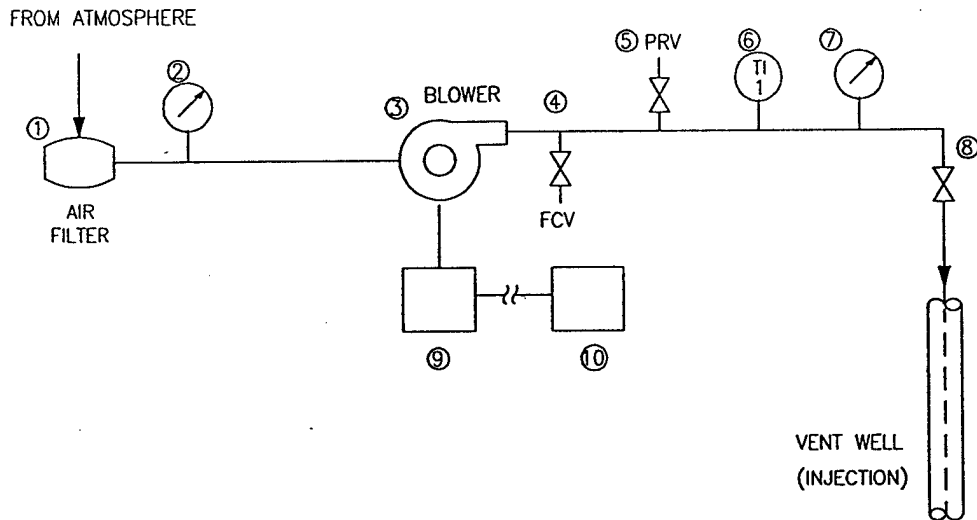 FROM ATMOSPHERE
① 
AIR
FILTER
②
③ BLOWER
④
FCV
⑤ PRV
⑥
TI
1
⑦
⑧
⑨
⑩
VENT WELL
(INJECTION)